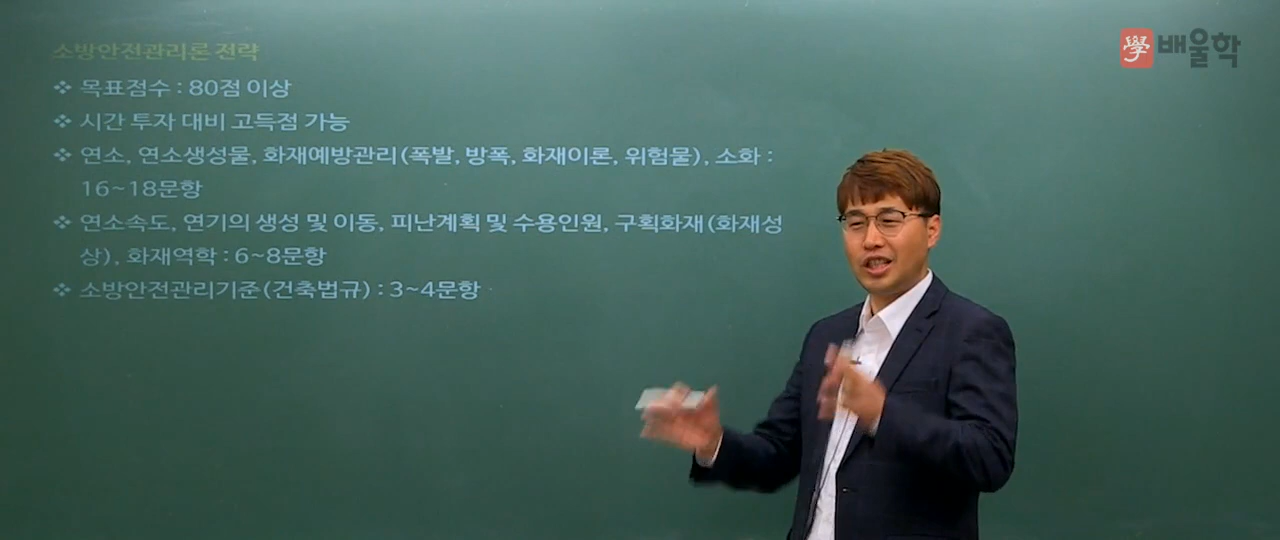 소방안전관리론 전략
❖ 목표점수 : 80점 이상
❖ 시간 투자 대비 고득점 가능
❖ 연소, 연소생성물, 화재예방관리(폭발, 방폭, 화재이론, 위험물), 소화 :
16~18문항
❖ 연소속도, 연기의 생성 및 이동, 피난계획 및 수용인원, 구획화재(화재성
상), 화재역학 : 6~8문항
❖ 소방안전관리기준(건축법규) : 3~4문항
學 배울학